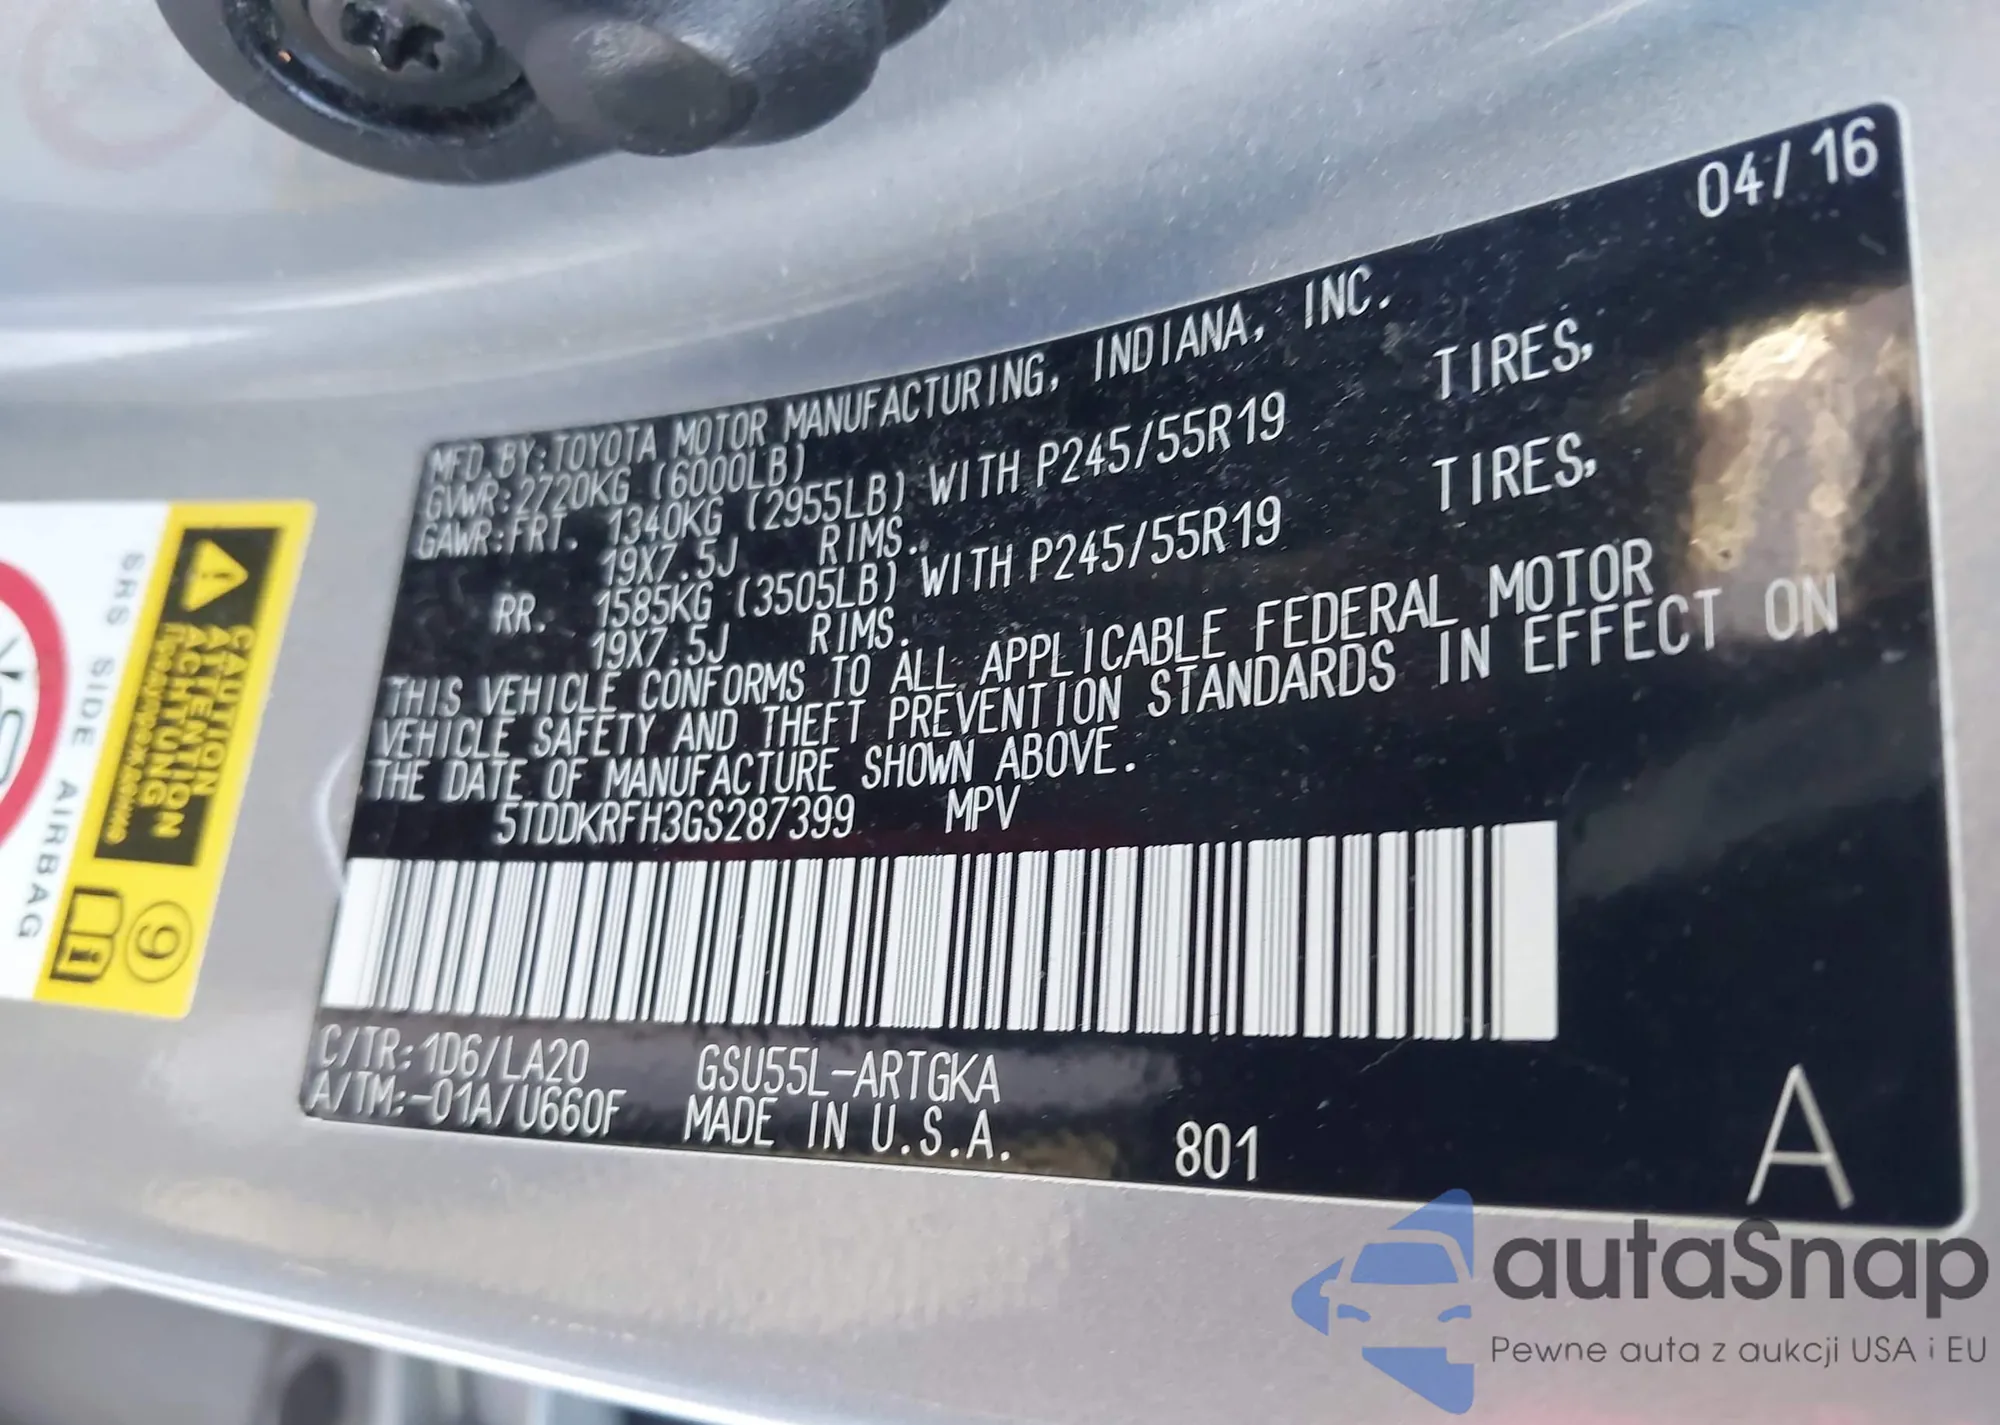 04/16
MFD.BY:TOYOTA MOTOR MANUFACTURING, INDIANA, INC.
GVWR:2720KG (6000LB)
GAWR:FRT. 1340KG (2955LB) WITH P245/55R19 TIRES,
19X7.5J RIMS.
RR. 1585KG (3505LB) WITH P245/55R19 TIRES,
19X7.5J RIMS.
THIS VEHICLE CONFORMS TO ALL APPLICABLE FEDERAL MOTOR
VEHICLE SAFETY AND THEFT PREVENTION STANDARDS IN EFFECT ON
THE DATE OF MANUFACTURE SHOWN ABOVE.
5TDDKRFH3GS287399 MPV
C/TR:1D6/LA20 GSU55L-ARTGKA
A/TM:-01A/U660F MADE IN U.S.A.
801
A
SRS SIDE AIRBAG
CAUTION
ATTENTION
ACHTUNG
autaSnap
Pewne auta z aukcji USA i EU